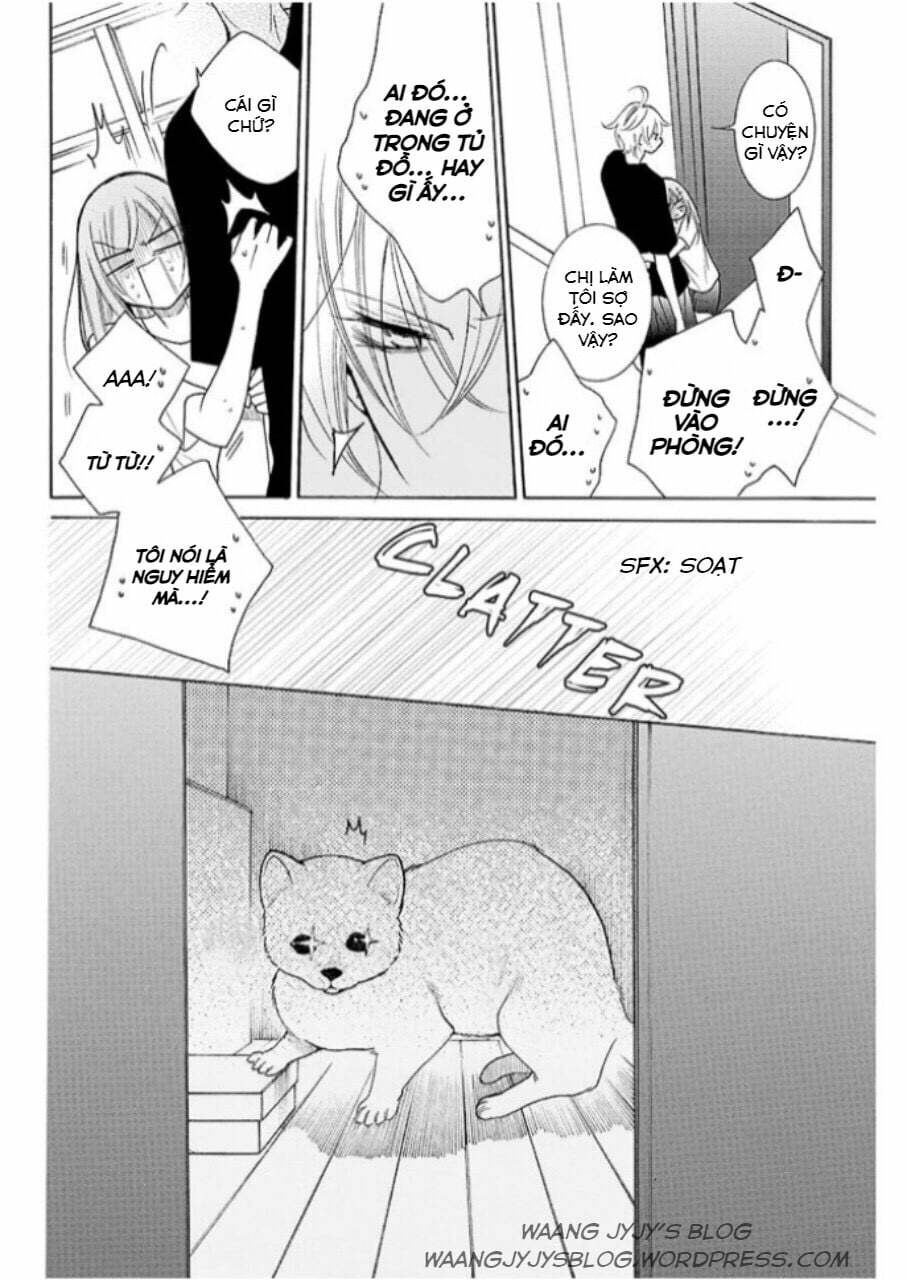 CÓ
CHUYỆN
GÌ VẬY?
CHỊ LÀM
TÔI SỢ
ĐẤY. SAO
VẬY?
Đ-
ĐỪNG
...!
ĐỪNG
VÀO
PHÒNG!
AI
ĐÓ...
AI ĐÓ...
ĐANG Ở
TRONG TỦ
ĐỒ... HAY
GÌ ẤY...
CÁI GÌ
CHỨ?
AAA!
TỪ TỪ!!
TÔI NÓI LÀ
NGUY HIỂM
MÀ...!
CLATTER
SFX: SOẠT
WAANG JYJY'S BLOG
WAANGJYJYSBLOG.WORDPRESS.COM